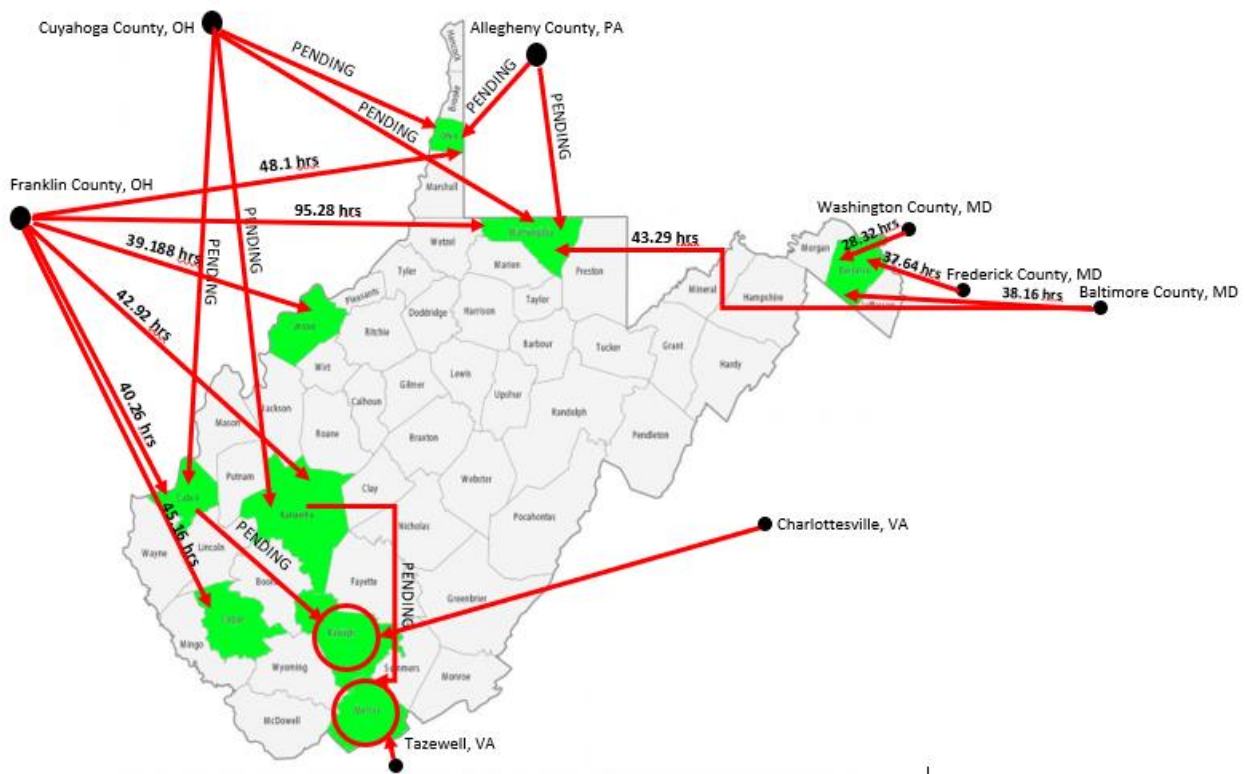 Cuyahoga County, OH
Allegheny County, PA
Hancock
Brooke
PENDING
PENDING
PENDING
PENDING
Ohio
48.1 hrs
Marshall
Franklin County, OH
95.28 hrs
Washington County, MD
PENDING
PENDING
Monongalia
43.29 hrs
28.32 hrs
Morgan
Wetzel
39.188 hrs
Marion
Preston
37.64 hrs
Berkeley
Frederick County, MD
Tyler
Mineral
Hampshire
38.16 hrs
Baltimore County, MD
Jefferson
Pleasants
Taylor
42.92 hrs
Doddridge
Harrison
Wood
Ritchie
Barbour
Tucker
Grant
Hardy
Wirt
Lewis
Gilmer
Calhoun
Upshur
40.26 hrs
Jackson
Randolph
Mason
Roane
Braxton
Pendleton
Putnam
Webster
Clay
Cabell
Kanawha
45.16 hrs
Pocahontas
Nicholas
Charlottesville, VA
Wayne
Lincoln
PENDING
Boone
Fayette
PENDING
Greenbrier
Logan
Raleigh
Mingo
Wyoming
Summers
Monroe
Mercer
McDowell
Tazewell, VA